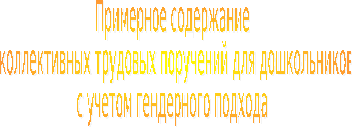 Примерное содержание
коллективных трудовых поручений для дошкольников
с учетом гендерного подхода